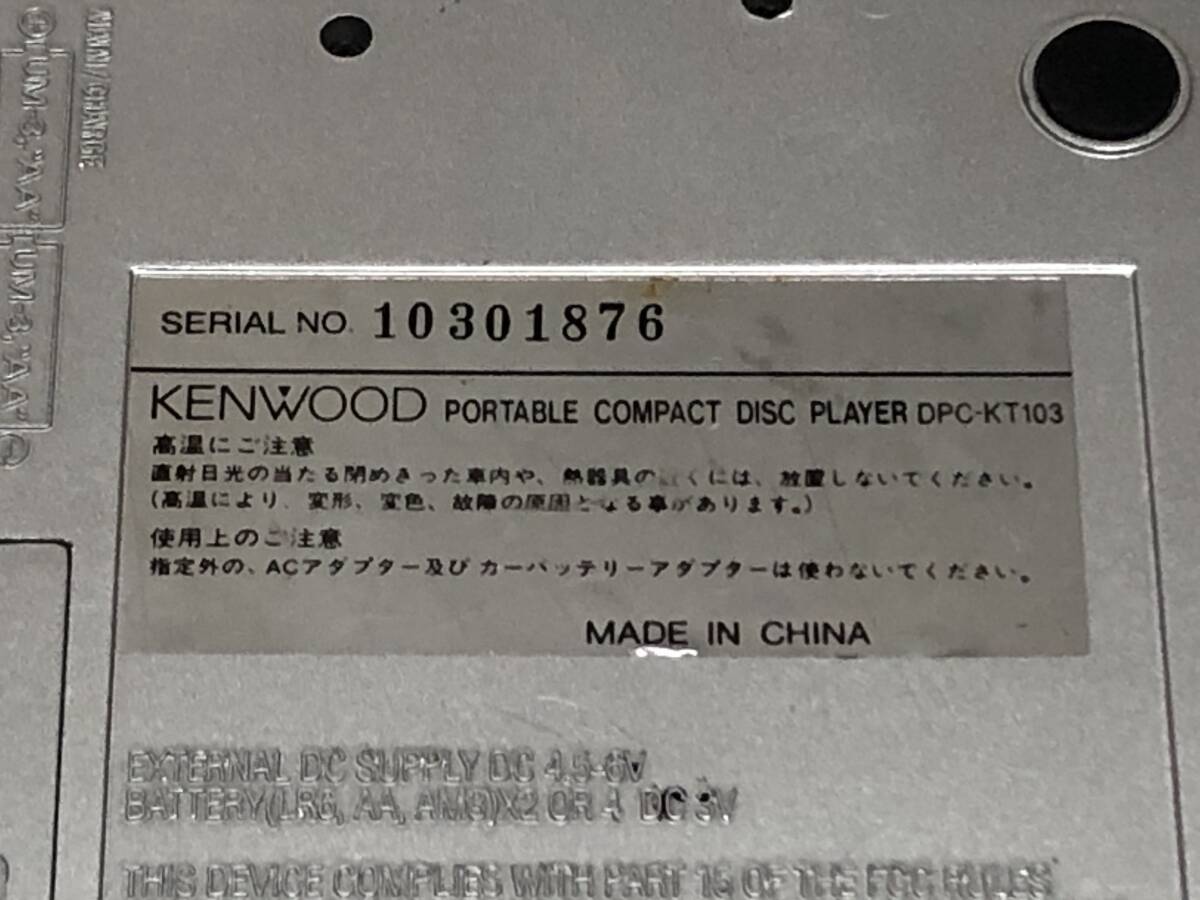 MAIN/CHARGE
⊕UM-3,"AA" UM-3,"AA"⊖
SERIAL NO. 10301876
KENWOOD PORTABLE COMPACT DISC PLAYER DPC-KT103
高温にご注意
直射日光の当たる閉めきった車内や、熱器具の近くには、放置しないでください。
(高温により、変形、変色、故障の原因となる事があります。)
使用上のご注意
指定外の、ACアダプター及び カーバッテリーアダプターは使わないでください。
MADE IN CHINA
EXTERNAL DC SUPPLY DC 4.5-6V
BATTERY(LR6, AA, AM3)X2 OR 4 DC 3V
THIS DEVICE COMPLIES WITH PART 15 OF THE FCC RULES